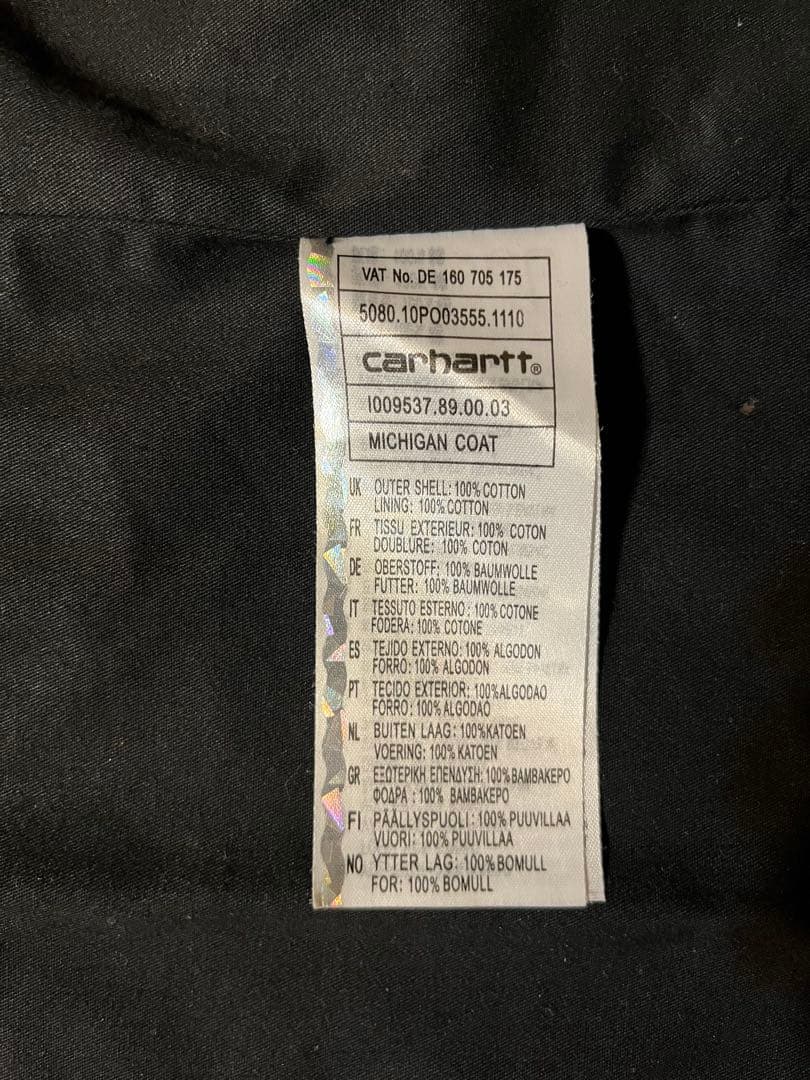 VAT No. DE 160 705 175
5080.10PO03555.1110
carhartt®
I009537.89.00.03
MICHIGAN COAT
UK OUTER SHELL: 100% COTTON
LINING: 100% COTTON
FR TISSU EXTERIEUR: 100% COTON
DOUBLURE: 100% COTON
DE OBERSTOFF: 100% BAUMWOLLE
FUTTER: 100% BAUMWOLLE
IT TESSUTO ESTERNO: 100% COTONE
FODERA: 100% COTONE
ES TEJIDO EXTERNO: 100% ALGODON
FORRO: 100% ALGODON
PT TECIDO EXTERIOR: 100%ALGODAO
FORRO: 100% ALGODAO
NL BUITEN LAAG: 100%KATOEN
VOERING: 100% KATOEN
GR ΕΞΩΤΕΡΙΚΗ ΕΠΕΝΔΥΣΗ: 100% ΒΑΜΒΑΚΕΡΟ
ΦΟΔΡΑ : 100% ΒΑΜΒΑΚΕΡΟ
FI PÄÄLLYSPUOLI: 100% PUUVILLAA
VUORI: 100% PUUVILLAA
NO YTTER LAG: 100% BOMULL
FOR: 100% BOMULL